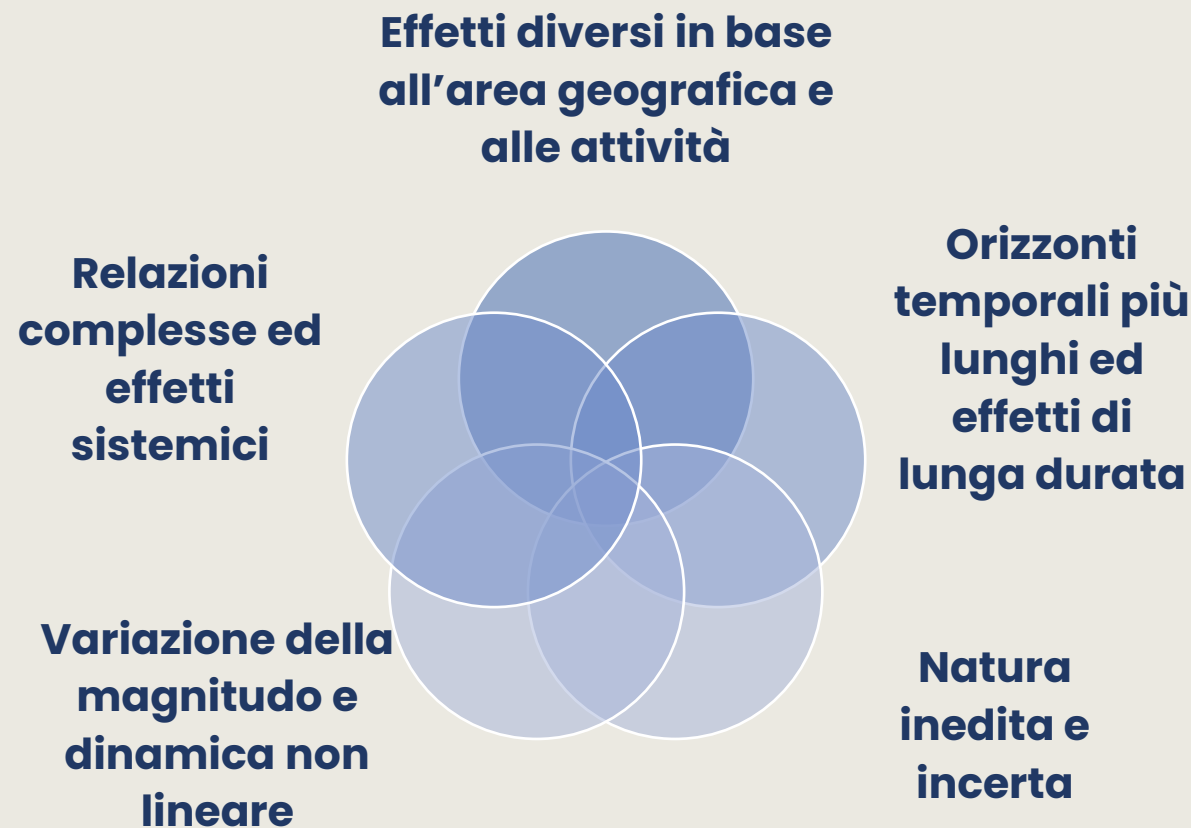 Effetti diversi in base
all’area geografica e
alle attività
Orizzonti
temporali più
lunghi ed
effetti di
lunga durata
Natura
inedita e
incerta
Variazione della
magnitudo e
dinamica non
lineare
Relazioni
complesse ed
effetti
sistemici